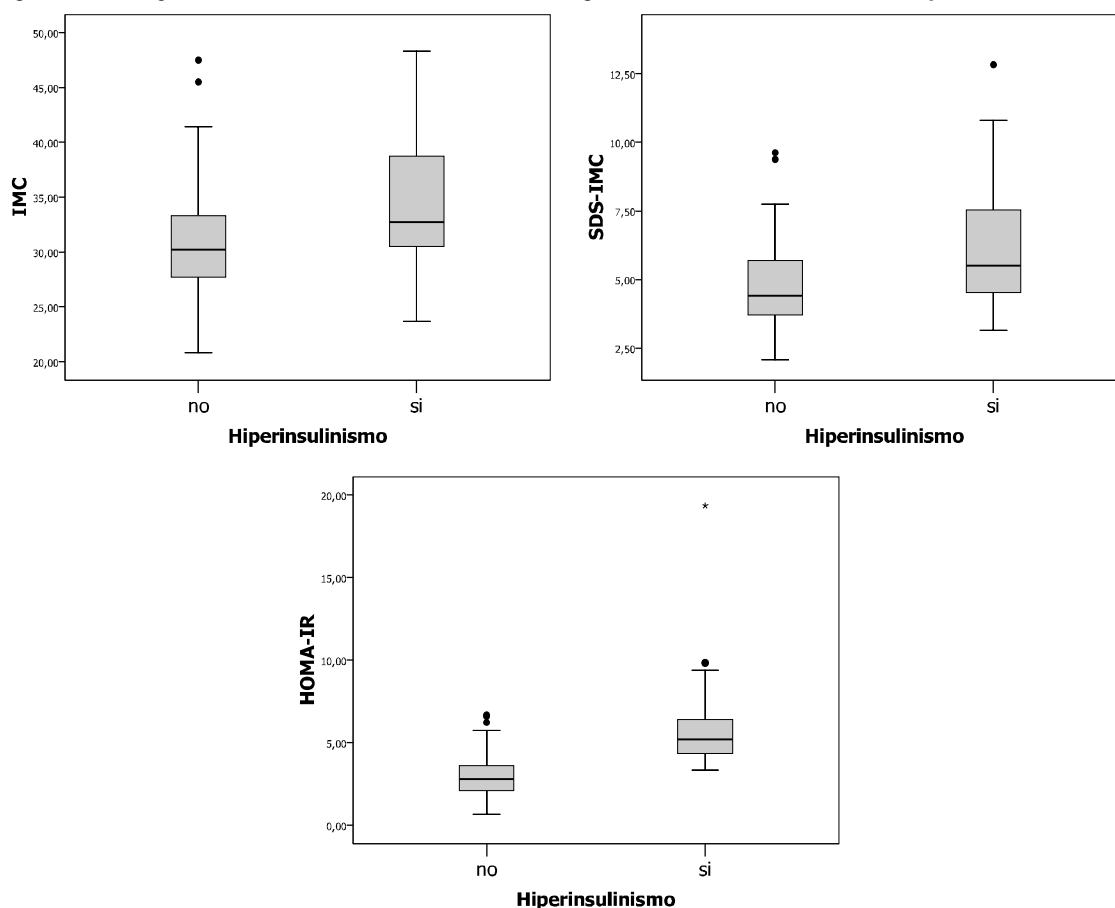 50,00
45,00
40,00
35,00
30,00
25,00
20,00
IMC
no
si
Hiperinsulinismo
12,50
10,00
7,50
5,00
2,50
SDS-IMC
no
si
Hiperinsulinismo
20,00
15,00
10,00
5,00
0,00
HOMA-IR
*
no
si
Hiperinsulinismo